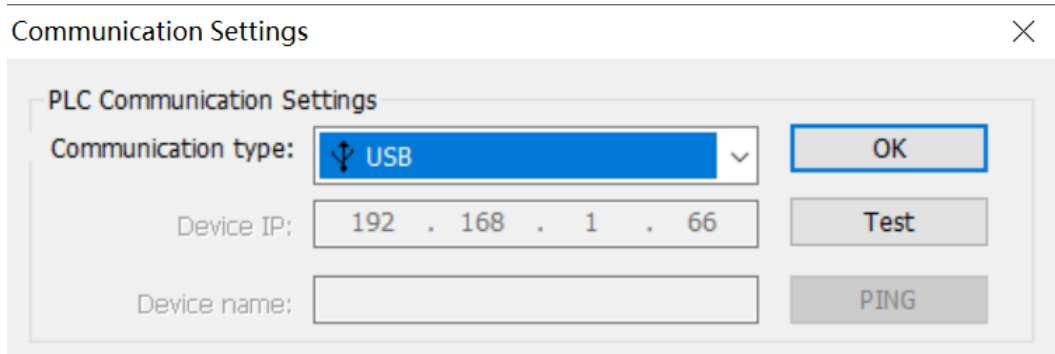 Communication Settings
PLC Communication Settings
Communication type: USB OK
Device IP: 192 . 168 . 1 . 66 Test
Device name: PING